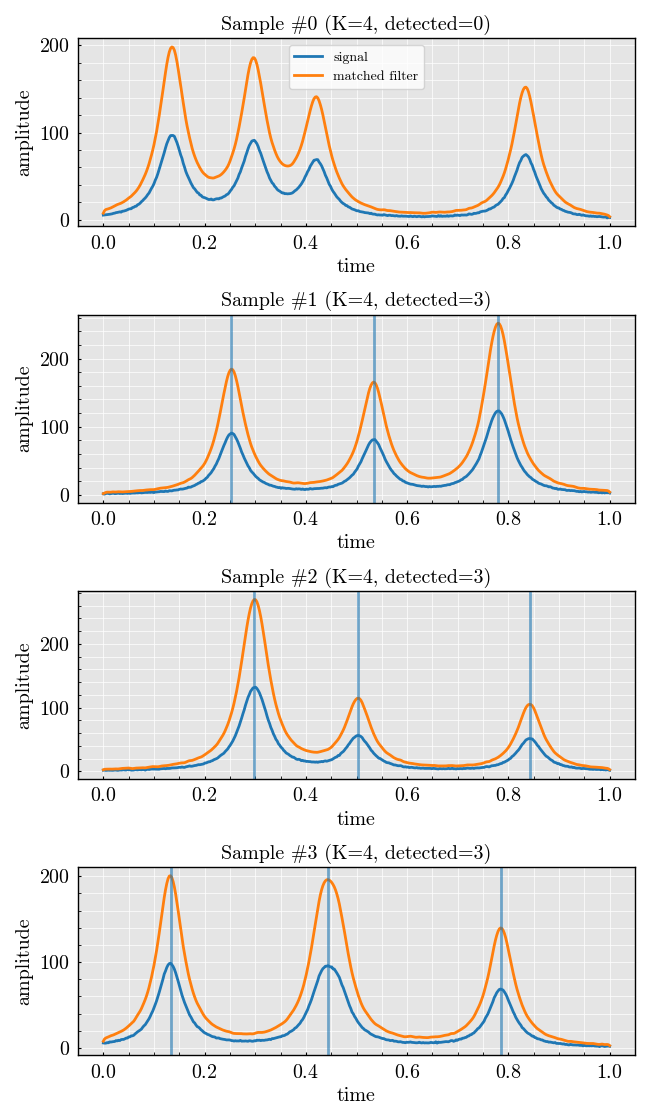 Sample #0 (K=4, detected=0)
200
100
0
amplitude
signal
matched filter
0.0 0.2 0.4 0.6 0.8 1.0
time
Sample #1 (K=4, detected=3)
200
100
0
amplitude
0.0 0.2 0.4 0.6 0.8 1.0
time
Sample #2 (K=4, detected=3)
200
100
0
amplitude
0.0 0.2 0.4 0.6 0.8 1.0
time
Sample #3 (K=4, detected=3)
200
100
0
amplitude
0.0 0.2 0.4 0.6 0.8 1.0
time